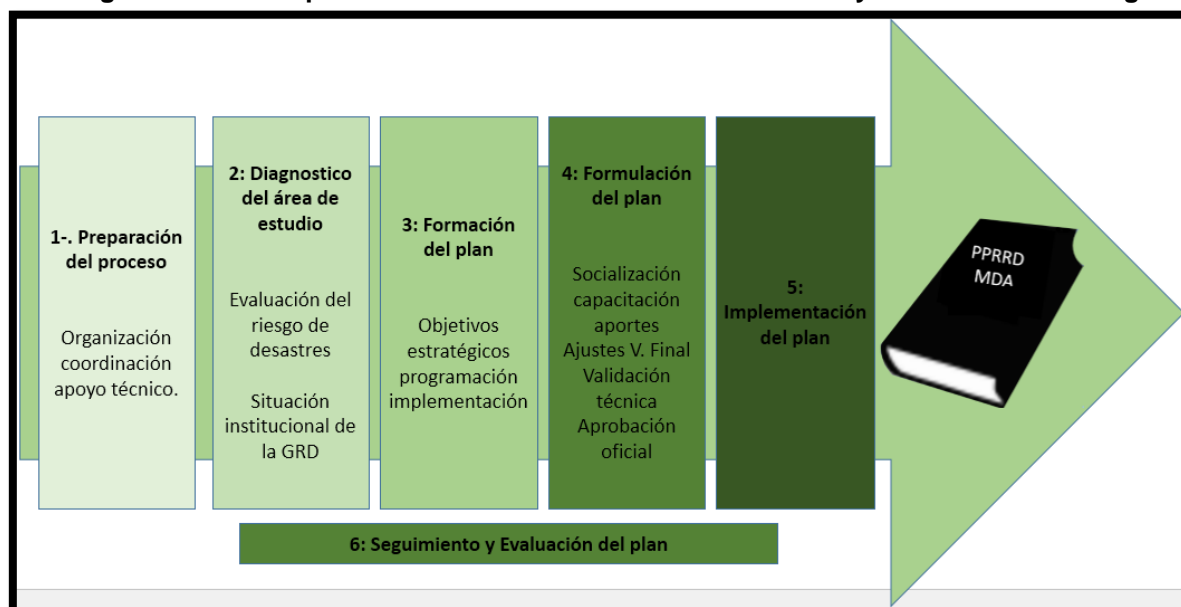 1-. Preparación
del proceso
Organización
coordinación
apoyo técnico.
2: Diagnostico
del área de
estudio
Evaluación del
riesgo de
desastres
Situación
institucional de
la GRD
3: Formación
del plan
Objetivos
estratégicos
programación
implementación
4: Formulación
del plan
Socialización
capacitación
aportes
Ajustes V. Final
Validación
técnica
Aprobación
oficial
5:
Implementación
del plan
PPRRD
MDA
6: Seguimiento y Evaluación del plan